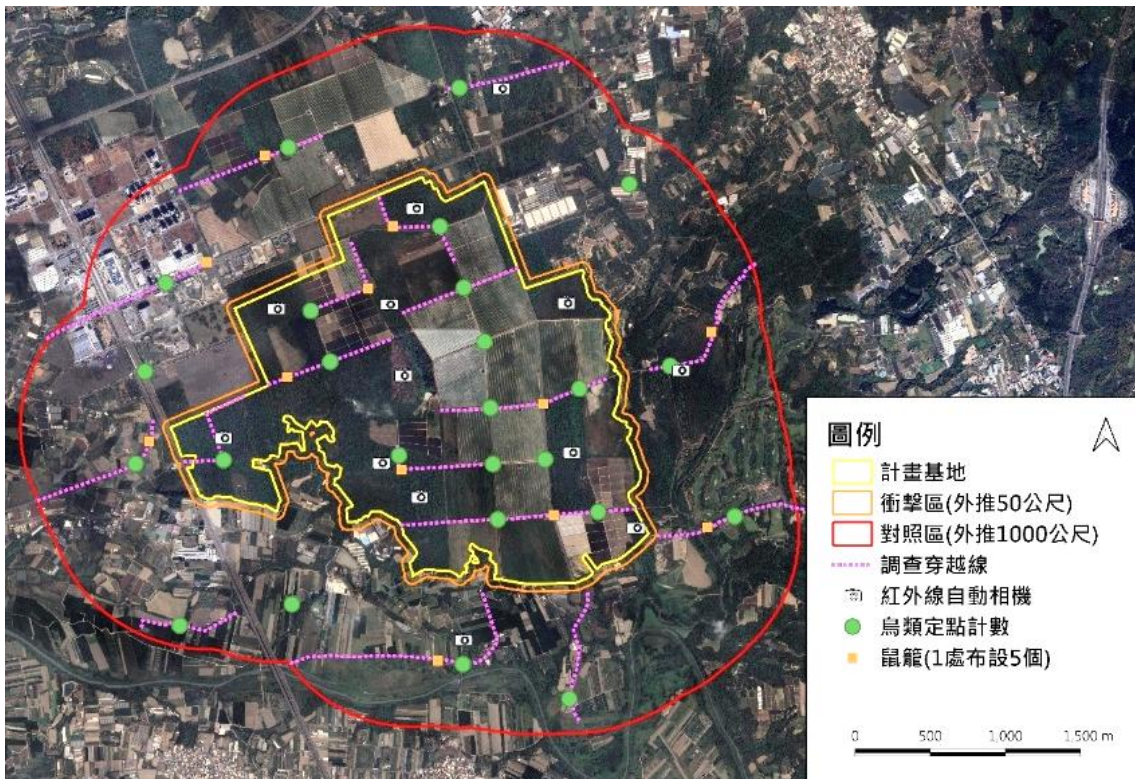 圖例
計畫基地
衝擊區(外推50公尺)
對照區(外推1000公尺)
調查穿越線
紅外線自動相機
鳥類定點計數
鼠籠(1處布設5個)
0 500 1,000 1,500 m